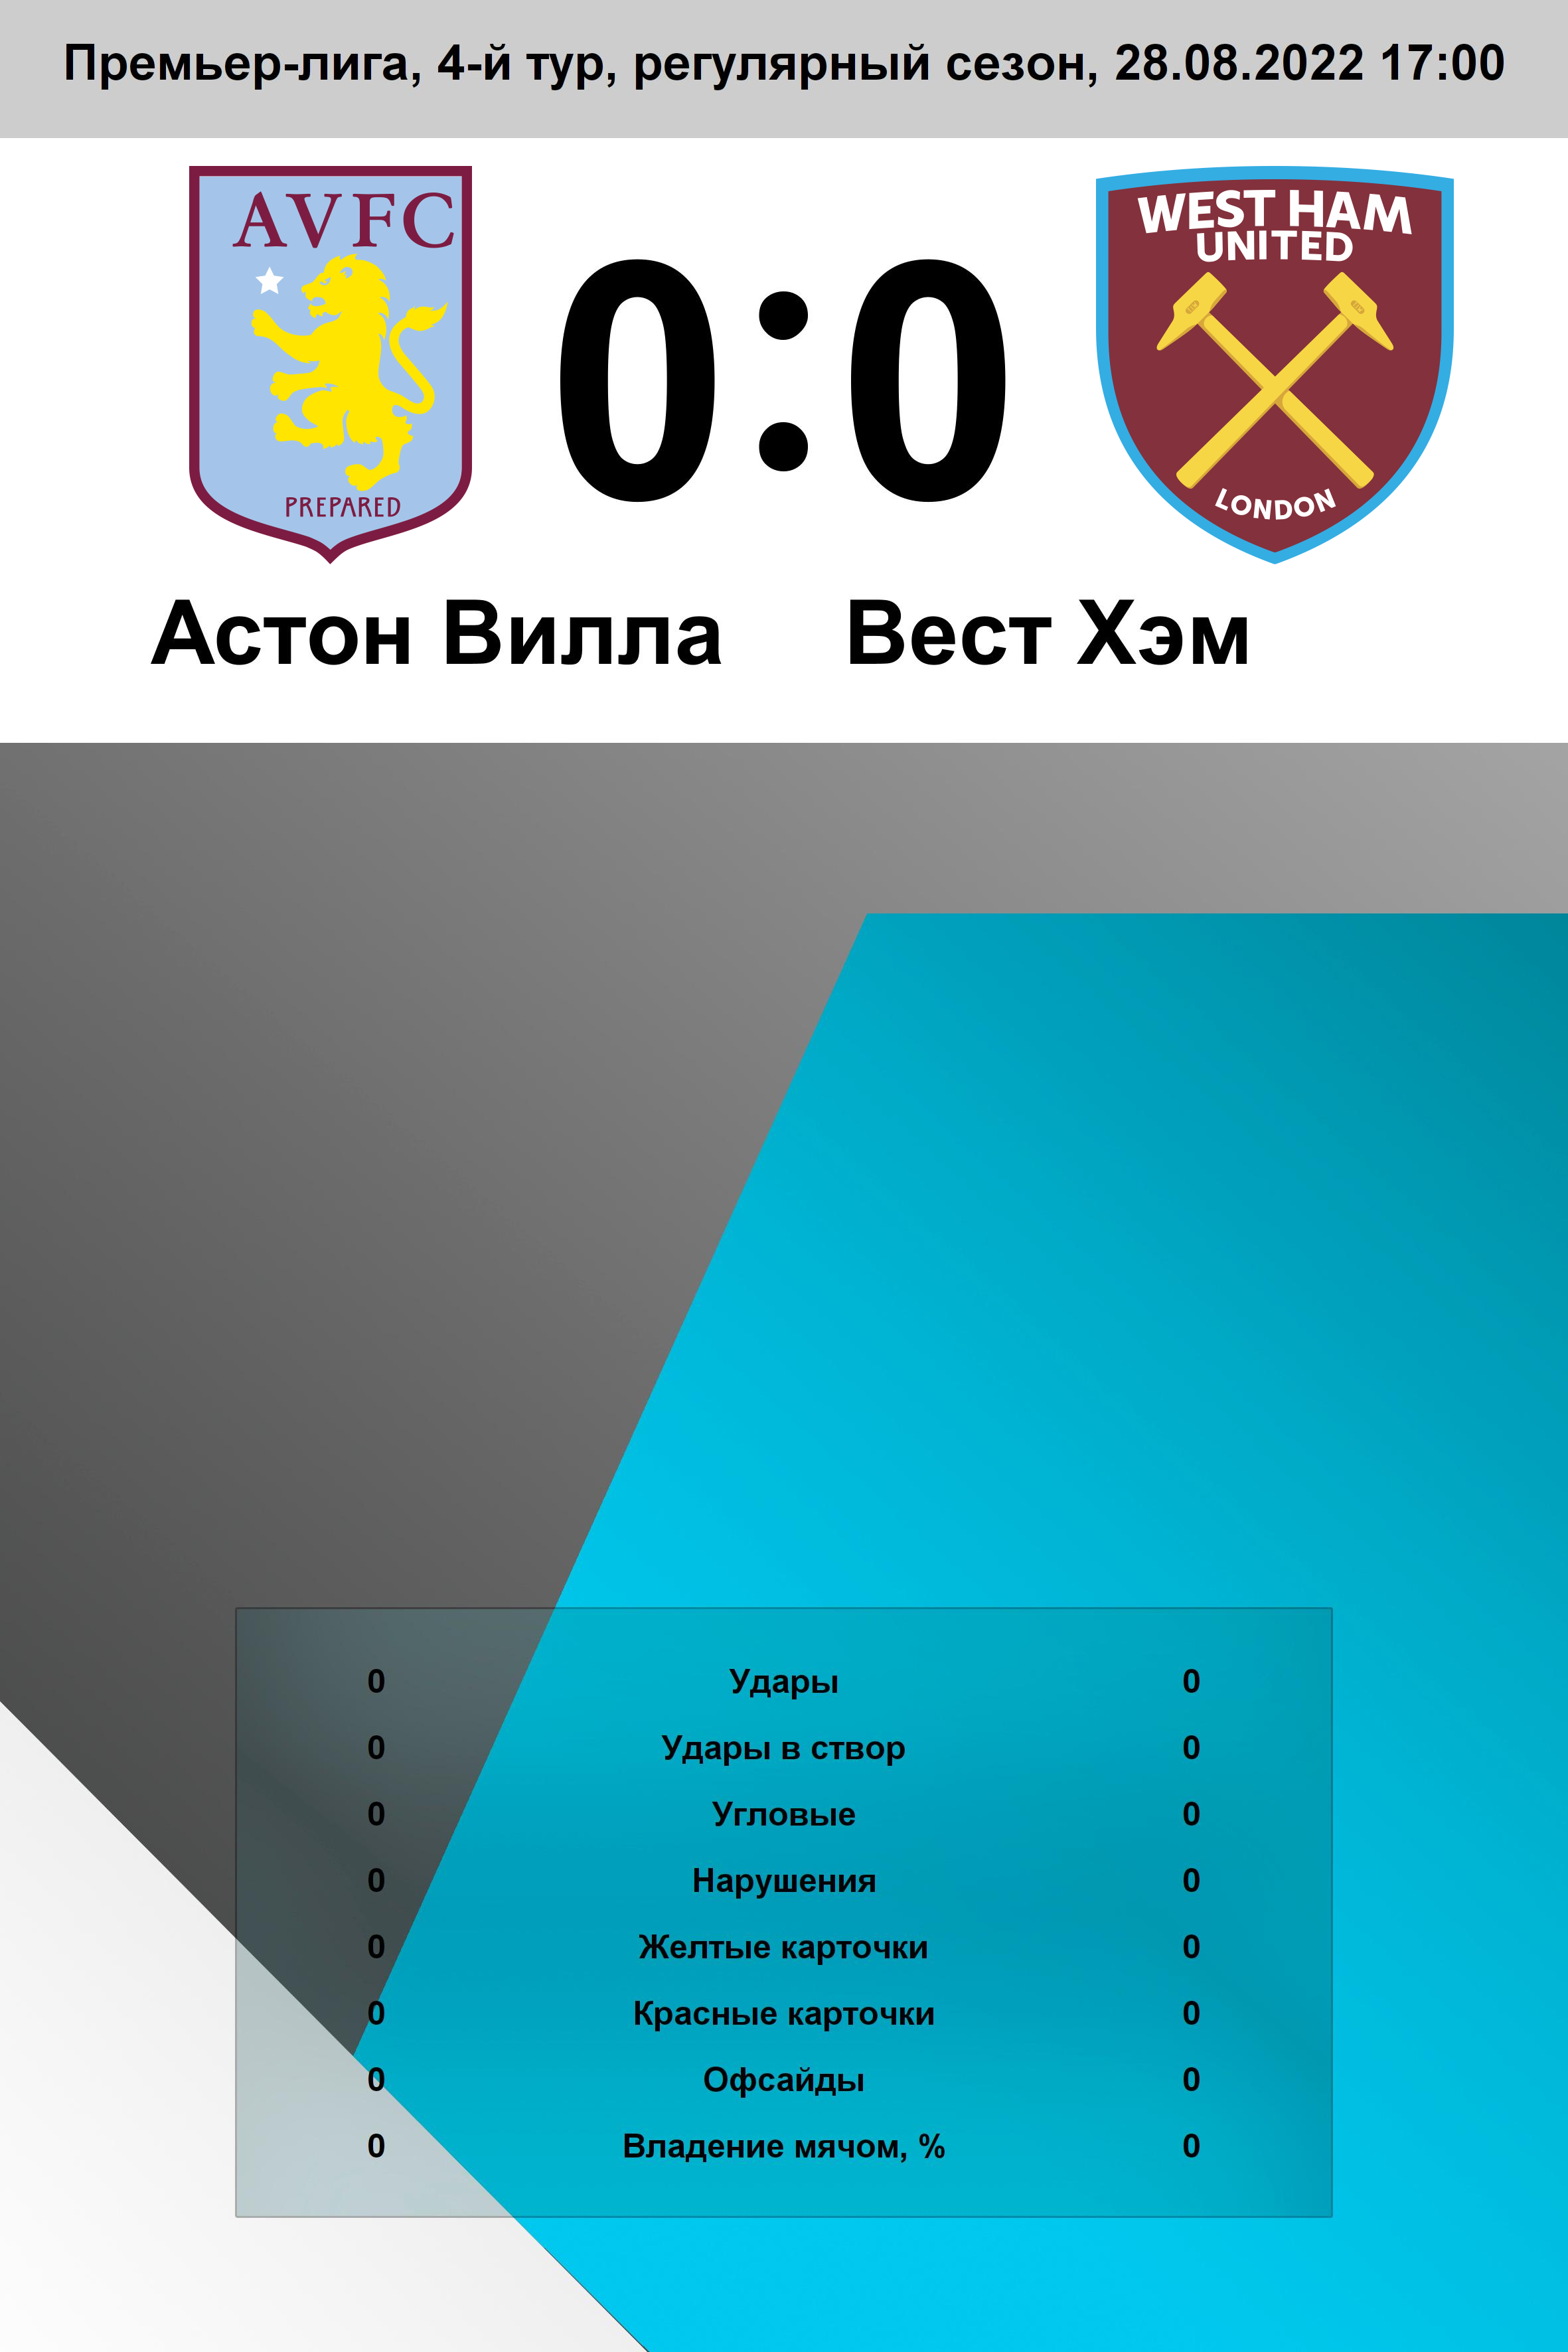 Премьер-лига, 4-й тур, регулярный сезон, 28.08.2022 17:00
AVFC
PREPARED
0:0
WEST HAM
UNITED
LONDON
Астон Вилла Вест Хэм
0 Удары 0
0 Удары в створ 0
0 Угловые 0
0 Нарушения 0
0 Желтые карточки 0
0 Красные карточки 0
0 Офсайды 0
0 Владение мячом, % 0